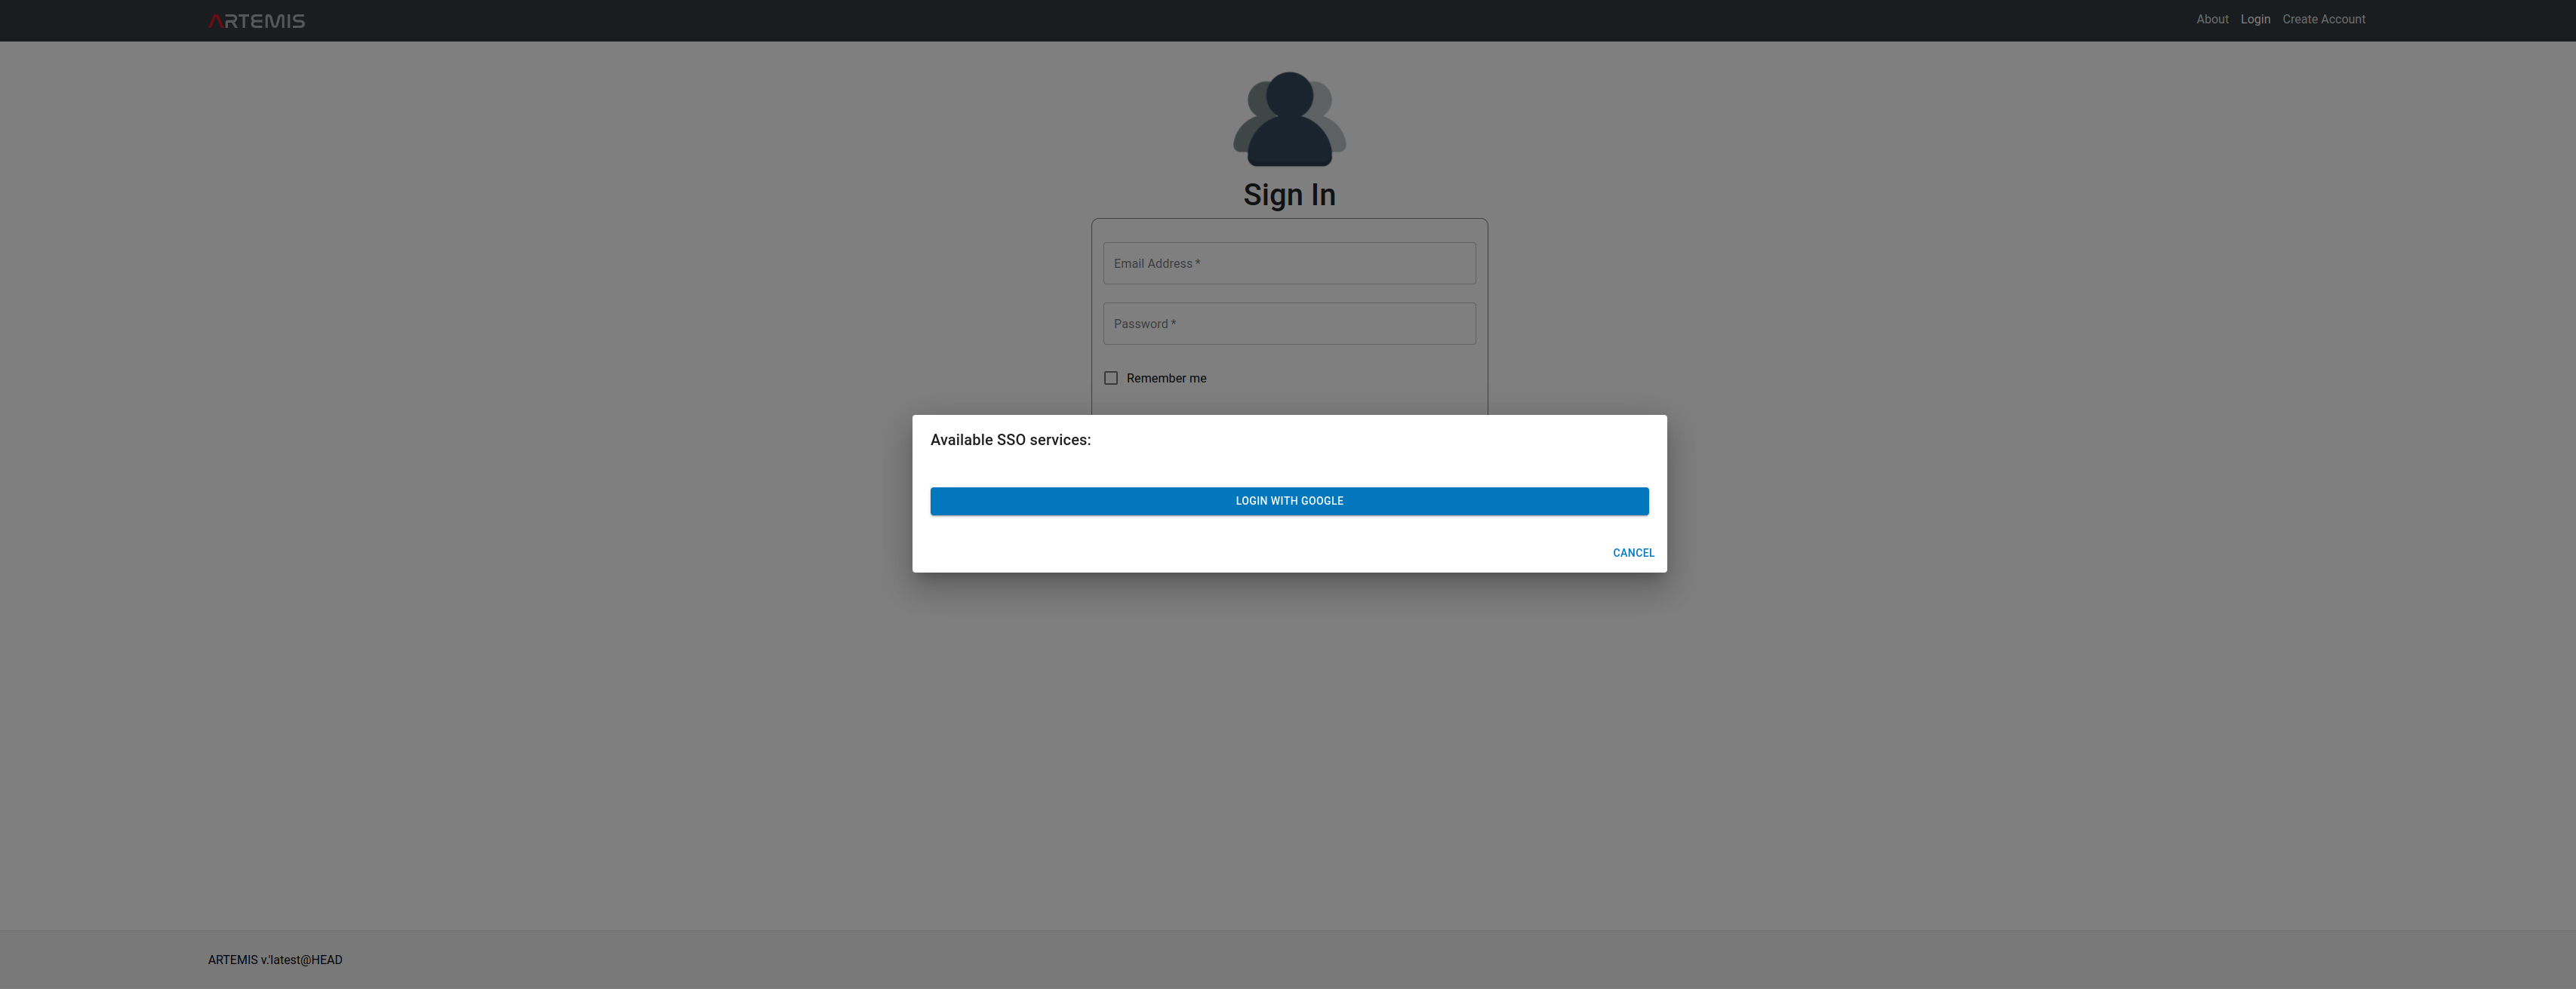 ARTEMIS
About Login Create Account
Sign In
Email Address *
Password *
Remember me
Available SSO services:
LOGIN WITH GOOGLE
CANCEL
ARTEMIS v.'latest@HEAD